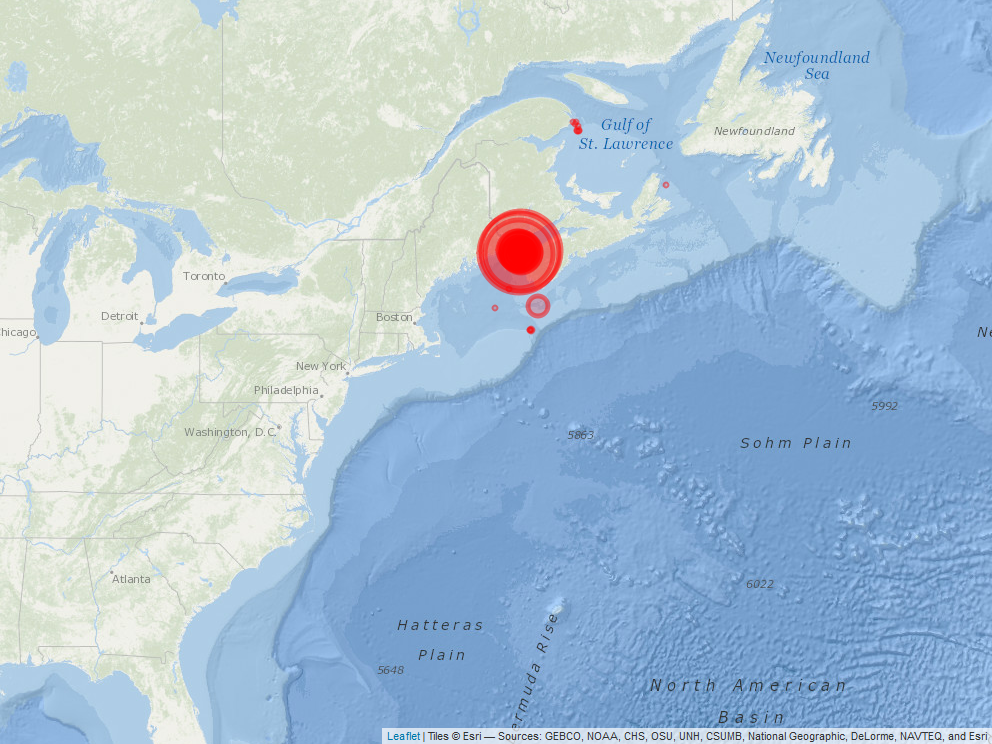 Newfoundland
Sea
Gulf of
St. Lawrence
Newfoundland
Toronto
Detroit
Boston
hicago
Ne
New York
Philadelphia
5992
Washington, D.C.
5863
Sohm Plain
Atlanta
6022
Hatteras
Plain
5648
ermuda Rise
North American
Basin
Leaflet | Tiles © Esri — Sources: GEBCO, NOAA, CHS, OSU, UNH, CSUMB, National Geographic, DeLorme, NAVTEQ, and Esri